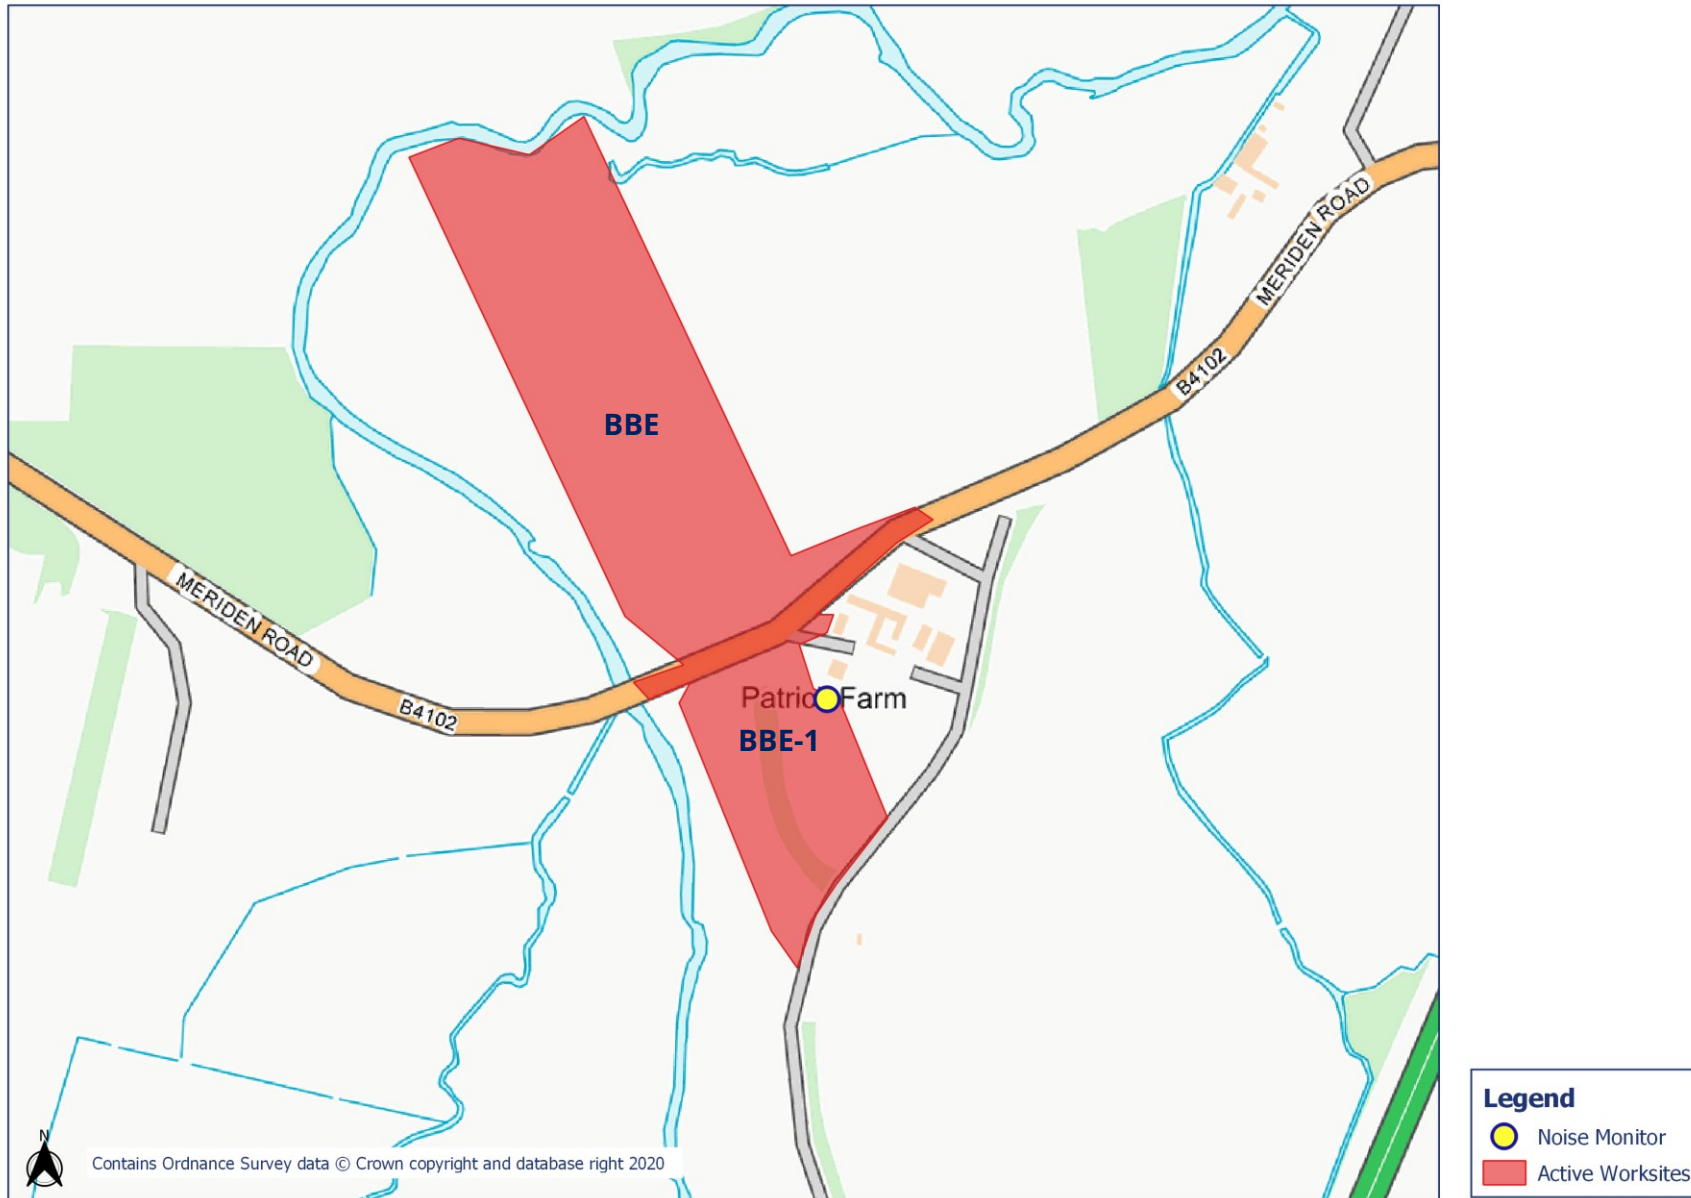 MERIDEN ROAD
B4102
BBE
MERIDEN ROAD
B4102
Patric Farm
BBE-1
N
Contains Ordnance Survey data © Crown copyright and database right 2020
Legend
Noise Monitor
Active Worksites